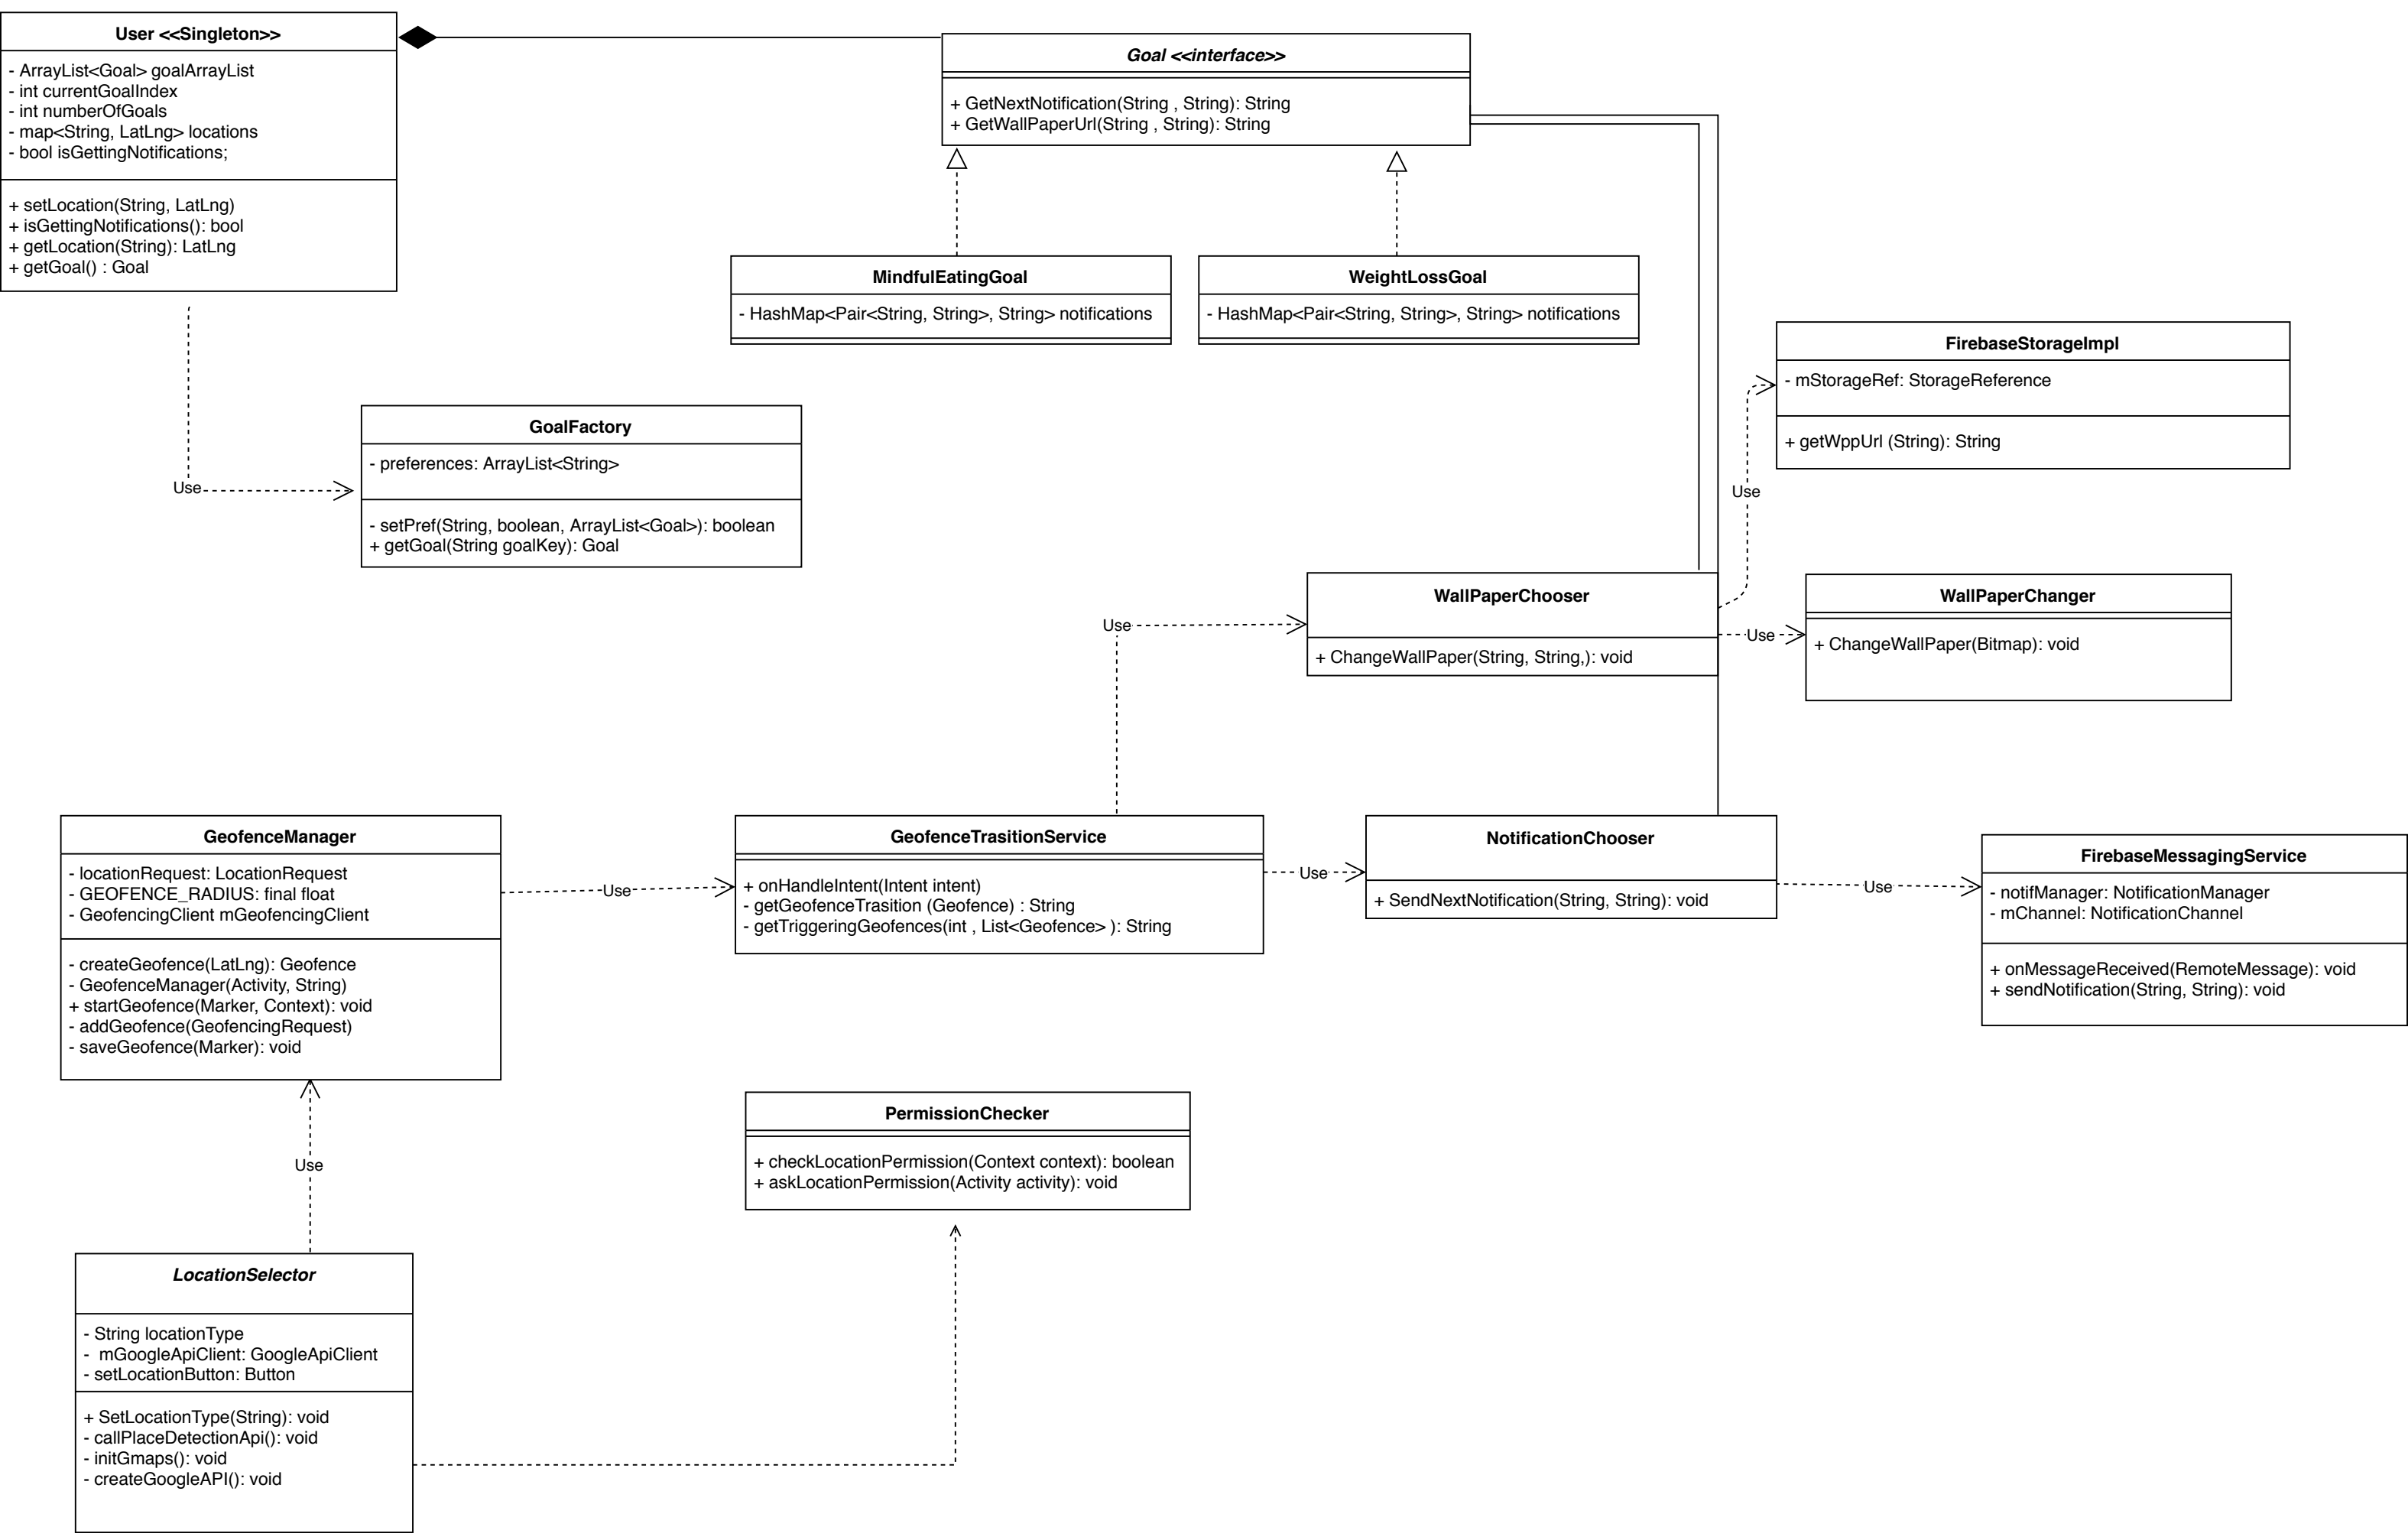 User <<Singleton>>
- ArrayList<Goal> goalArrayList
- int currentGoalIndex
- int numberOfGoals
- map<String, LatLng> locations
- bool isGettingNotifications;
+ setLocation(String, LatLng)
+ isGettingNotifications(): bool
+ getLocation(String): LatLng
+ getGoal() : Goal
Goal <<interface>>
+ GetNextNotification(String , String): String
+ GetWallPaperUrl(String , String): String
MindfulEatingGoal
- HashMap<Pair<String, String>, String> notifications
WeightLossGoal
- HashMap<Pair<String, String>, String> notifications
FirebaseStorageImpl
- mStorageRef: StorageReference
+ getWppUrl (String): String
Use
GoalFactory
- preferences: ArrayList<String>
- setPref(String, boolean, ArrayList<Goal>): boolean
+ getGoal(String goalKey): Goal
Use
Use
WallPaperChooser
+ ChangeWallPaper(String, String,): void
Use
WallPaperChanger
+ ChangeWallPaper(Bitmap): void
GeofenceManager
- locationRequest: LocationRequest
- GEOFENCE_RADIUS: final float
- GeofencingClient mGeofencingClient
- createGeofence(LatLng): Geofence
- GeofenceManager(Activity, String)
+ startGeofence(Marker, Context): void
- addGeofence(GeofencingRequest)
- saveGeofence(Marker): void
Use
GeofenceTrasitionService
+ onHandleIntent(Intent intent)
- getGeofenceTrasition (Geofence) : String
- getTriggeringGeofences(int , List<Geofence> ): String
Use
NotificationChooser
+ SendNextNotification(String, String): void
Use
FirebaseMessagingService
- notifManager: NotificationManager
- mChannel: NotificationChannel
+ onMessageReceived(RemoteMessage): void
+ sendNotification(String, String): void
Use
PermissionChecker
+ checkLocationPermission(Context context): boolean
+ askLocationPermission(Activity activity): void
LocationSelector
- String locationType
- mGoogleApiClient: GoogleApiClient
- setLocationButton: Button
+ SetLocationType(String): void
- callPlaceDetectionApi(): void
- initGmaps(): void
- createGoogleAPI(): void